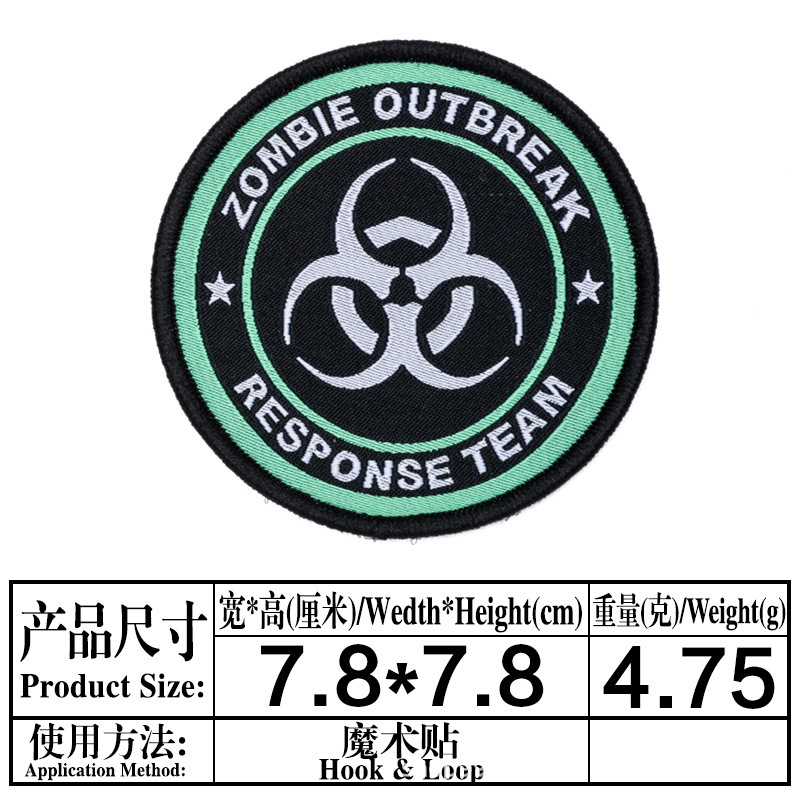 ZOMBIE OUTBREAK
RESPONSE TEAM
产品尺寸
Product Size:
宽*高(厘米)/Wedth*Height(cm)
7.8*7.8
重量(克)/Weight(g)
4.75
使用方法:
Application Method:
魔术贴
Hook & Loop